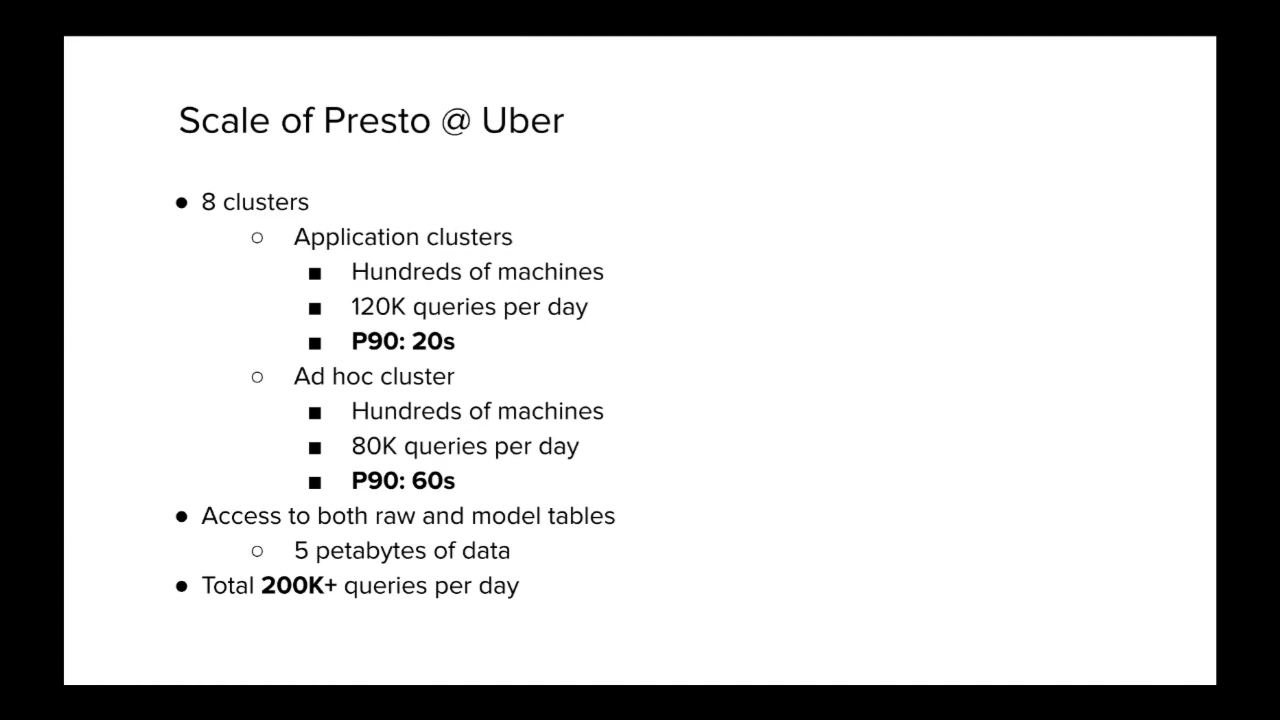 Scale of Presto @ Uber
● 8 clusters
○ Application clusters
■ Hundreds of machines
■ 120K queries per day
■ P90: 20s
○ Ad hoc cluster
■ Hundreds of machines
■ 80K queries per day
■ P90: 60s
● Access to both raw and model tables
○ 5 petabytes of data
● Total 200K+ queries per day